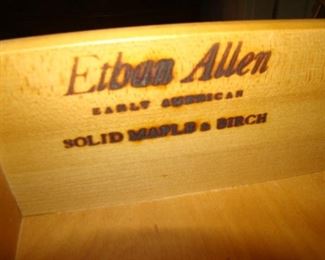 Ethan Allen
EARLY AMERICAN
SOLID MAPLE & BIRCH